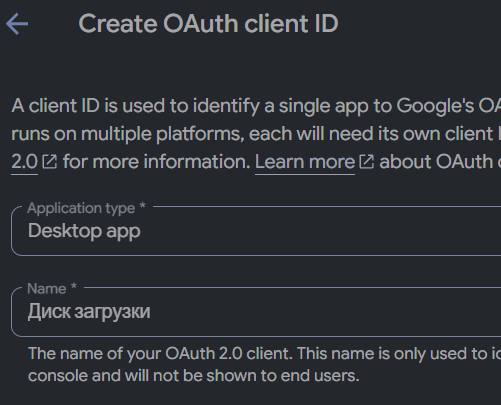 Create OAuth client ID
A client ID is used to identify a single app to Google's OA
runs on multiple platforms, each will need its own client
2.0 for more information. Learn more about OAuth
Application type *
Desktop app
Name *
Диск загрузки
The name of your OAuth 2.0 client. This name is only used to
console and will not be shown to end users.